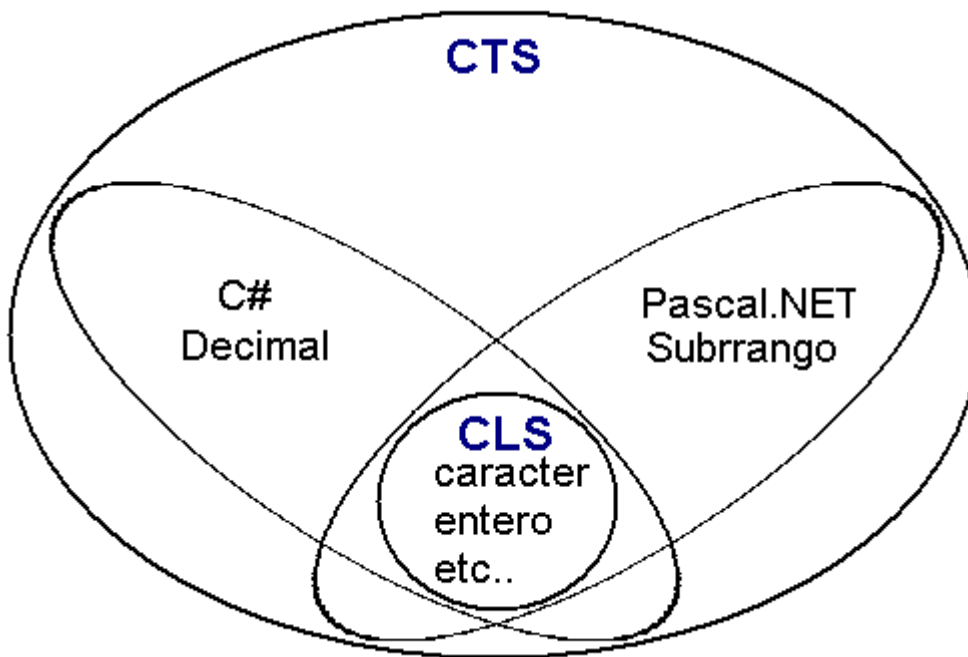 CTS
C#
Decimal
Pascal.NET
Subrrango
CLS
caracter
entero
etc..